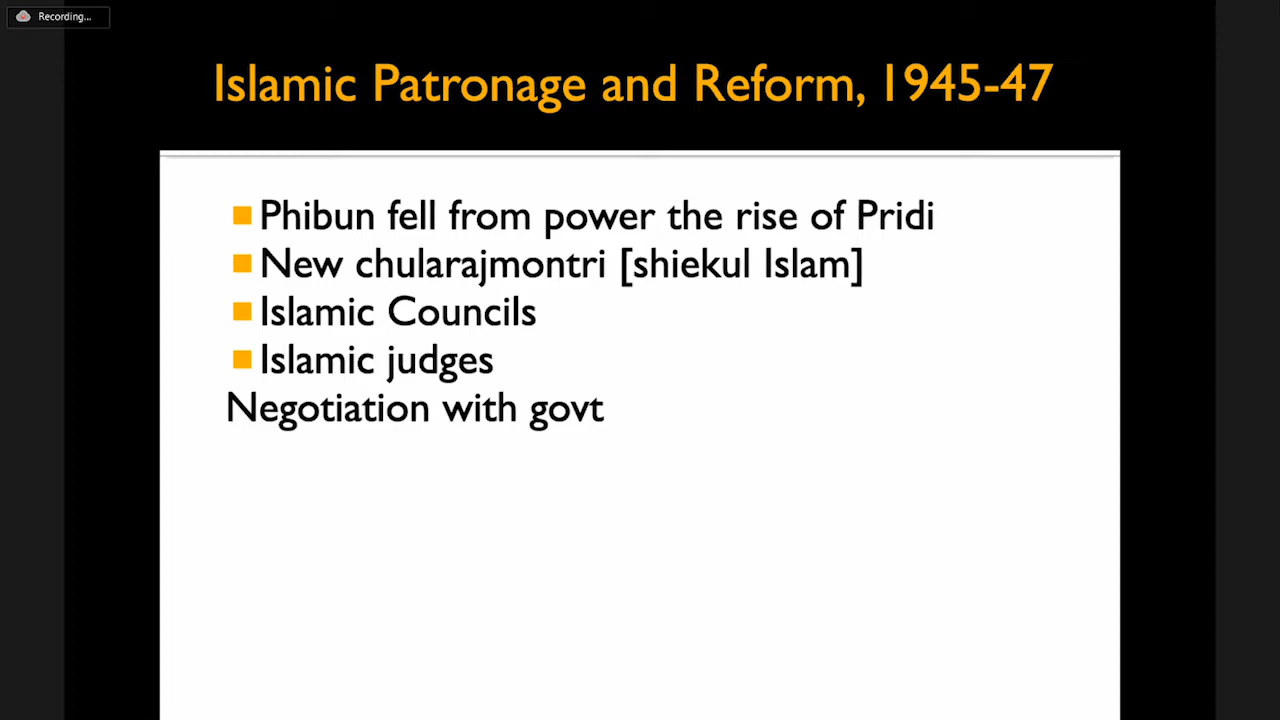 Recording...
Islamic Patronage and Reform, 1945-47
Phibun fell from power the rise of Pridi
New chularajmontri [shiekul Islam]
Islamic Councils
Islamic judges
Negotiation with govt